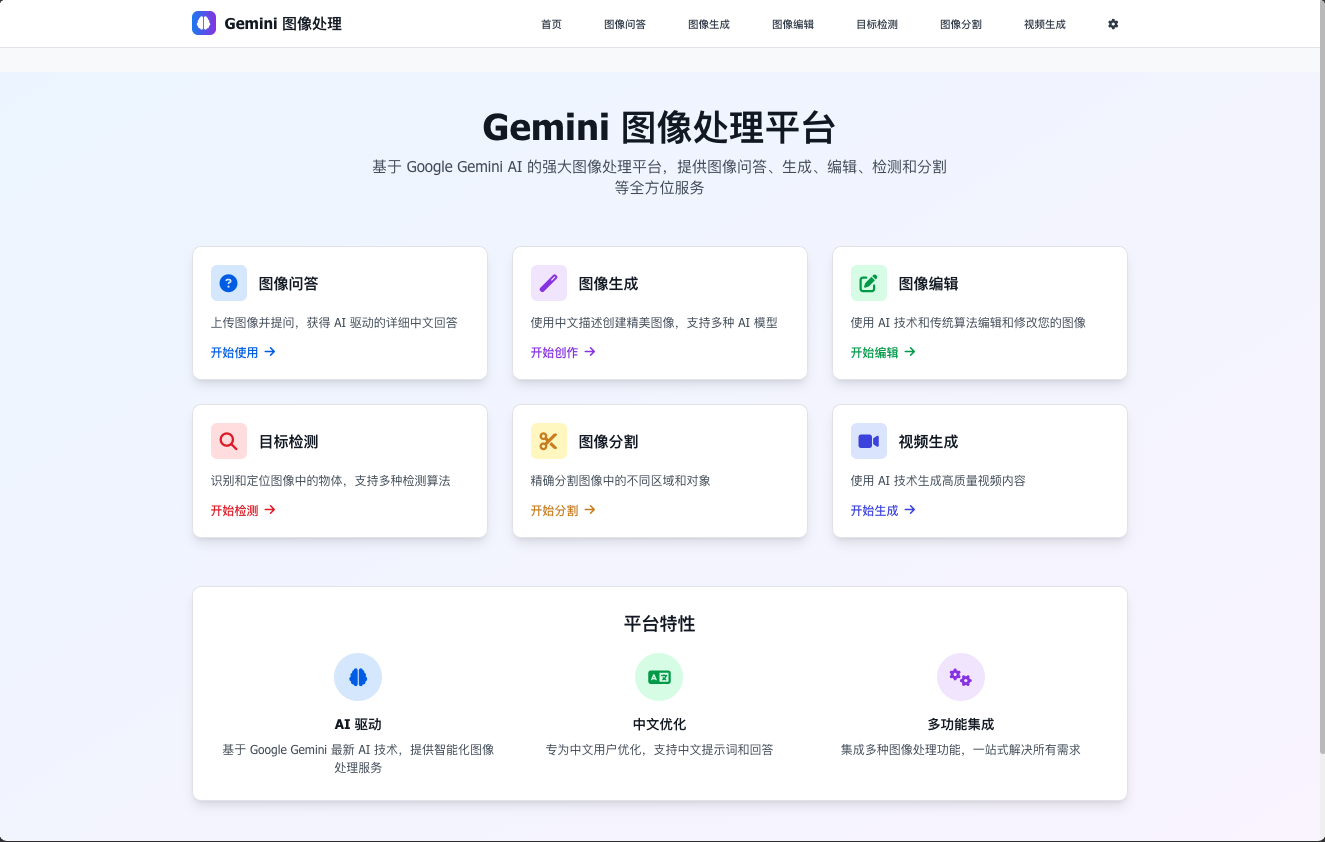 Gemini 图像处理
首页
图像问答
图像生成
图像编辑
目标检测
图像分割
视频生成
Gemini 图像处理平台
基于 Google Gemini AI 的强大图像处理平台，提供图像问答、生成、编辑、检测和分割
等全方位服务
图像问答
上传图像并提问，获得 AI 驱动的详细中文回答
开始使用 →
图像生成
使用中文描述创建精美图像，支持多种 AI 模型
开始创作 →
图像编辑
使用 AI 技术和传统算法编辑和修改您的图像
开始编辑 →
目标检测
识别和定位图像中的物体，支持多种检测算法
开始检测 →
图像分割
精确分割图像中的不同区域和对象
开始分割 →
视频生成
使用 AI 技术生成高质量视频内容
开始生成 →
平台特性
AI 驱动
基于 Google Gemini 最新 AI 技术，提供智能化图像
处理服务
中文优化
专为中文用户优化，支持中文提示词和回答
多功能集成
集成多种图像处理功能，一站式解决所有需求